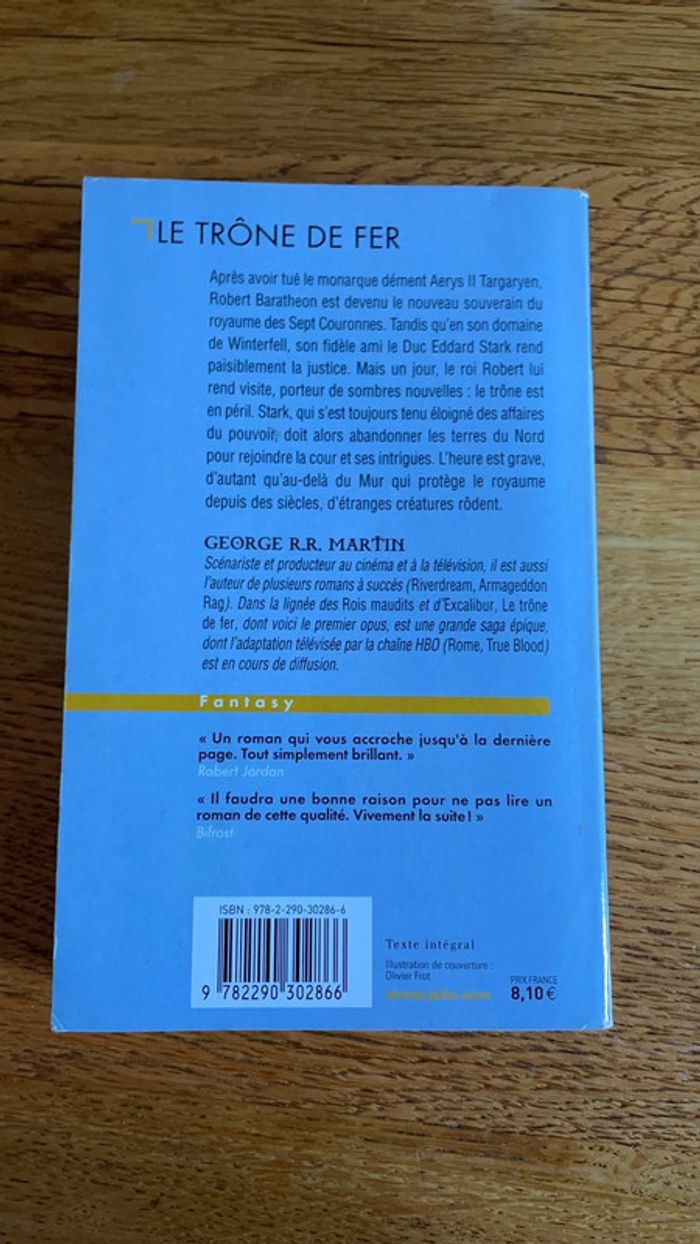 LE TRÔNE DE FER
Après avoir tué le monarque dément Aerys II Targaryen,
Robert Baratheon est devenu le nouveau souverain du
royaume des Sept Couronnes. Tandis qu'en son domaine
de Winterfell, son fidèle ami le Duc Eddard Stark rend
paisiblement la justice. Mais un jour, le roi Robert lui
rend visite, porteur de sombres nouvelles : le trône est
en péril. Stark, qui s'est toujours tenu éloigné des affaires
du pouvoir, doit alors abandonner les terres du Nord
pour rejoindre la cour et ses intrigues. L'heure est grave,
d'autant qu'au-delà du Mur qui protège le royaume
depuis des siècles, d'étranges créatures rôdent.
GEORGE R.R. MARTIN
Scénariste et producteur au cinéma et à la télévision, il est aussi
l'auteur de plusieurs romans à succès (Riverdream, Armageddon
Rag). Dans la lignée des Rois maudits et d'Excalibur, Le trône
de fer, dont voici le premier opus, est une grande saga épique,
dont l'adaptation télévisée par la chaîne HBO (Rome, True Blood)
est en cours de diffusion.
Fantasy
« Un roman qui vous accroche jusqu'à la dernière
page. Tout simplement brillant. »
Robert Jordan
« Il faudra une bonne raison pour ne pas lire un
roman de cette qualité. Vivement la suite ! »
Bifrost
ISBN : 978-2-290-30286-6
9 782290 302866
Texte intégral
Illustration de couverture :
Olivier Frot
www.jailu.com
PRIX FRANCE
8,10 €